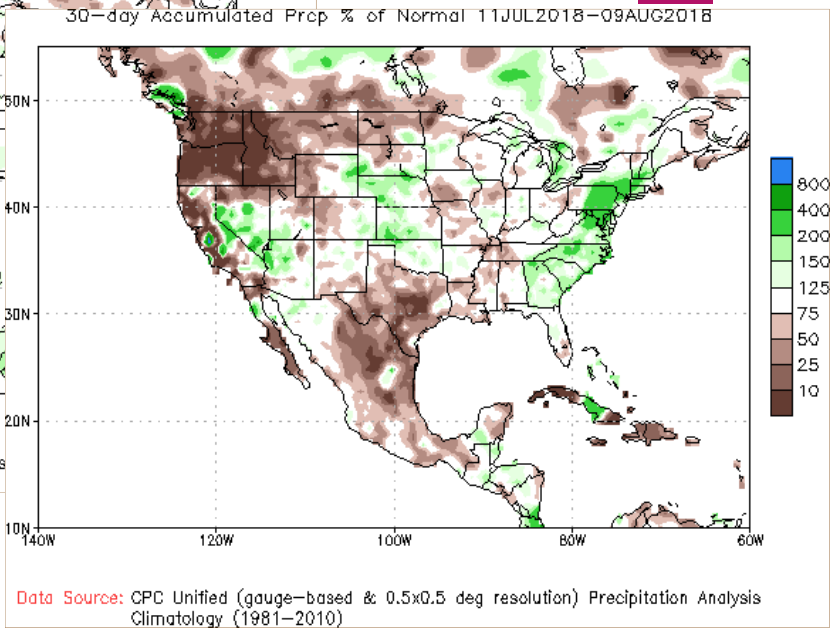 30-day Accumulated Prcp % of Normal 11JUL2018-09AUG2018
50N
40N
30N
20N
10N
140W
120W
100W
80W
60W
800
400
200
150
125
75
50
25
10
Data Source: CPC Unified (gauge-based & 0.5x0.5 deg resolution) Precipitation Analysis
Climatology (1981-2010)